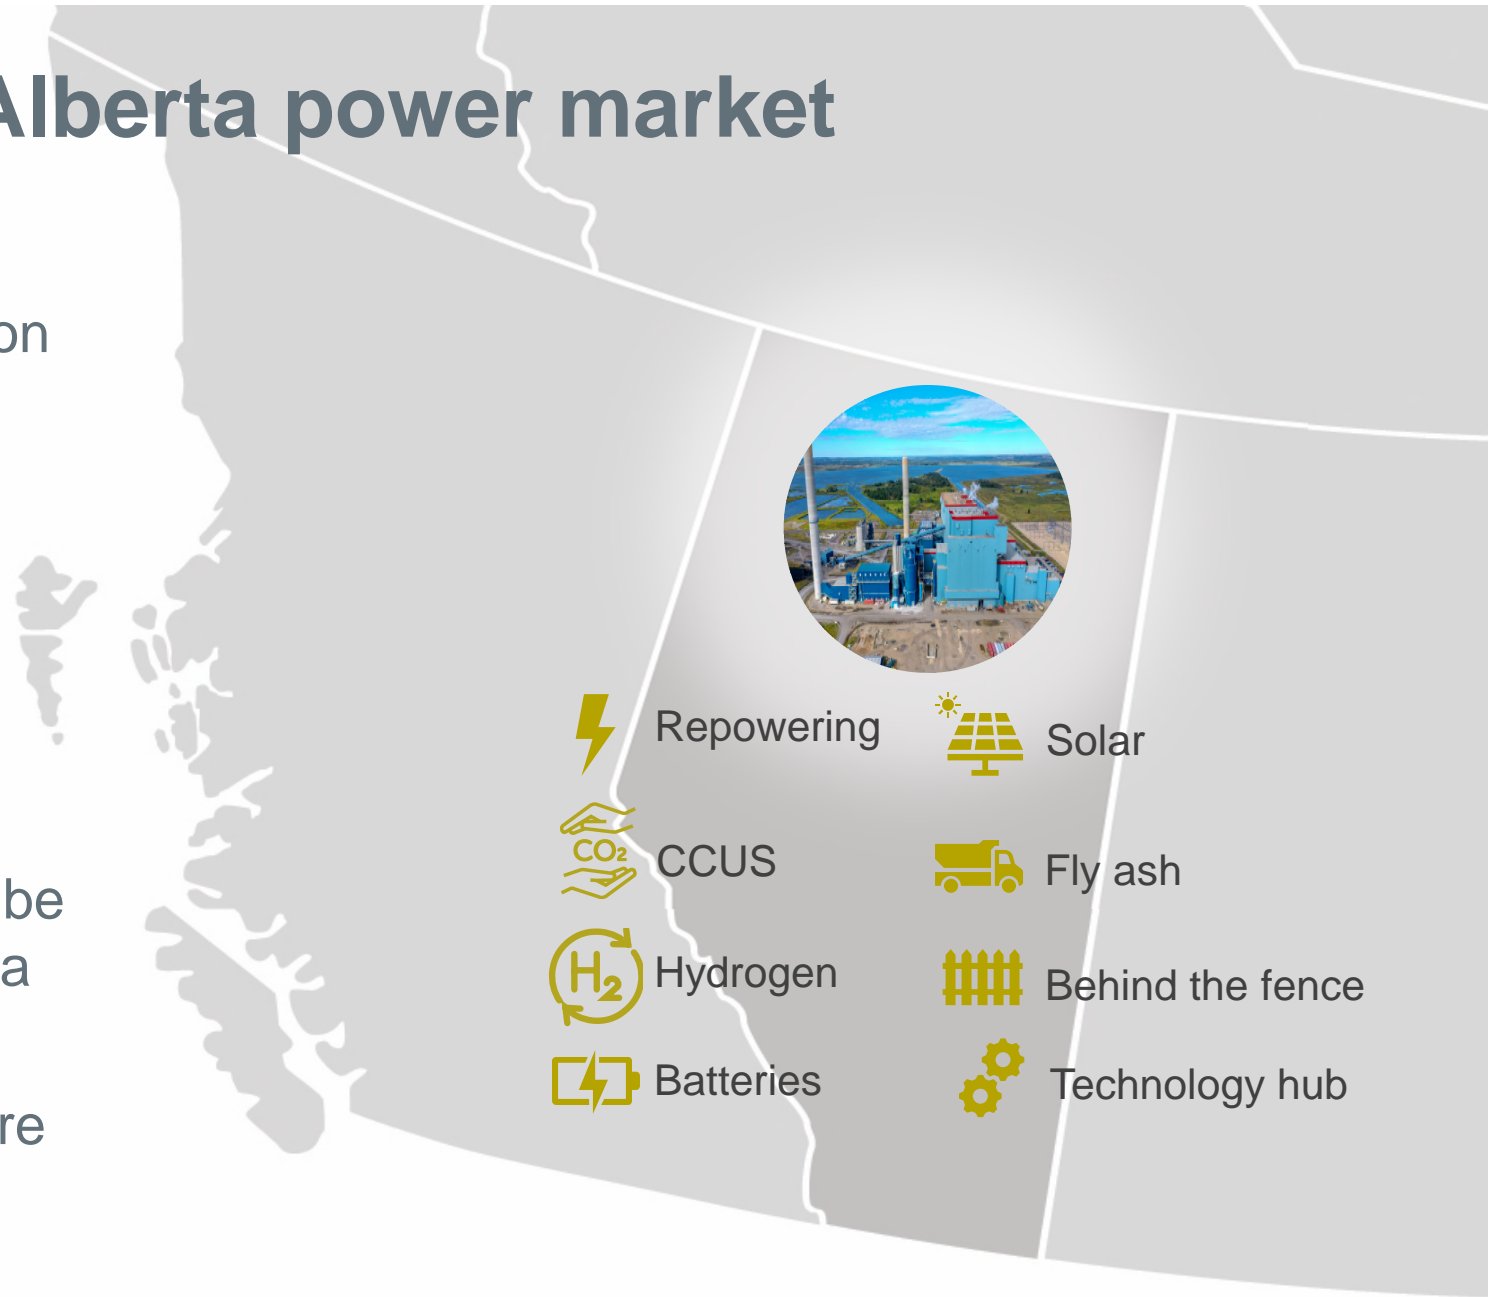 Alberta power market
on
be
a
re
Repowering
Solar
CO₂
CCUS
Fly ash
H₂
Hydrogen
Behind the fence
Batteries
Technology hub